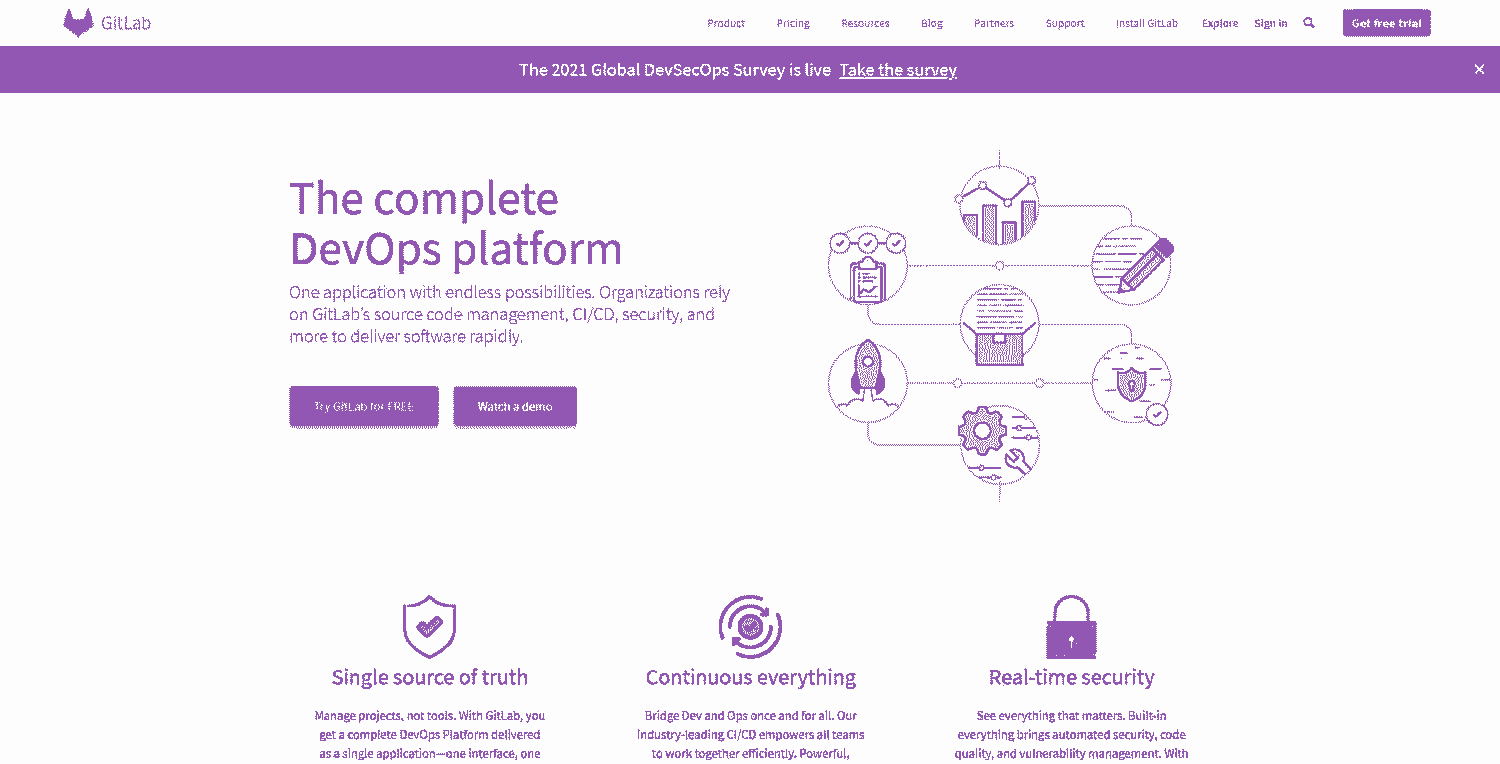 GitLab
Product Pricing Resources Blog Partners Support Install GitLab Explore Sign in Get free trial
The 2021 Global DevSecOps Survey is live Take the survey
The complete
DevOps platform
One application with endless possibilities. Organizations rely
on GitLab's source code management, CI/CD, security, and
more to deliver software rapidly.
Try GitLab for FREE Watch a demo
Single source of truth
Manage projects, not tools. With GitLab, you
get a complete DevOps Platform delivered
as a single application—one interface, one
Continuous everything
Bridge Dev and Ops once and for all. Our
industry-leading CI/CD empowers all teams
to work together efficiently. Powerful,
Real-time security
See everything that matters. Built-in
everything brings automated security, code
quality, and vulnerability management. With